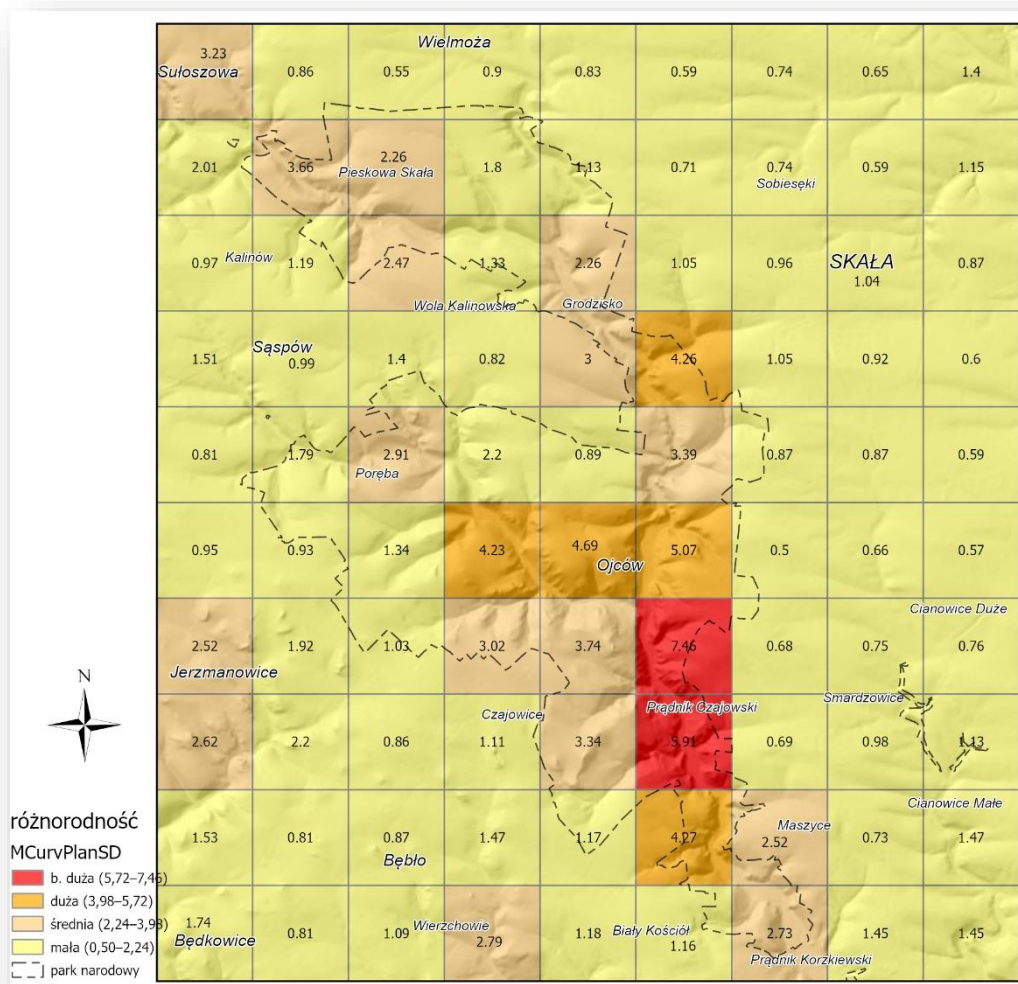 Wielmoża
3.23
Sułoszowa
0.86 0.55 0.9 0.83 0.59 0.74 0.65 1.4
2.01 3.66 2.26 1.8 1.13 0.71 0.74 0.59 1.15
Pieskowa Skała
Sobiesęki
0.97 Kalinów 1.19 2.47 1.33 2.26 1.05 0.96 SKAŁA 0.87
1.04
Wola Kalinowska Grodzisko
Sąspów
1.51 0.99 1.4 0.82 3 4.26 1.05 0.92 0.6
0.81 1.79 2.91 2.2 0.89 3.39 0.87 0.87 0.59
Poręba
0.95 0.93 1.34 4.23 4.69 5.07 0.5 0.66 0.57
Ojców
Cianowice Duże
2.52 1.92 1.03 3.02 3.74 7.46 0.68 0.75 0.76
Jerzmanowice
Smardzowice
Czajowice Prądnik Czajowski
2.62 2.2 0.86 1.11 3.34 5.91 0.69 0.98 1.13
Cianowice Małe
Maszyce
1.53 0.81 0.87 1.47 1.17 4.27 2.52 0.73 1.47
Bębło
1.74
Będkowice
0.81 1.09 Wierzchowie 2.79 1.18 Biały Kościół 1.16 2.73 1.45 1.45
Prądnik Korzkiewski
N
różnorodność
MCurvPlanSD
b. duża (5,72–7,46)
duża (3,98–5,72)
średnia (2,24–3,98)
mała (0,50–2,24)
park narodowy